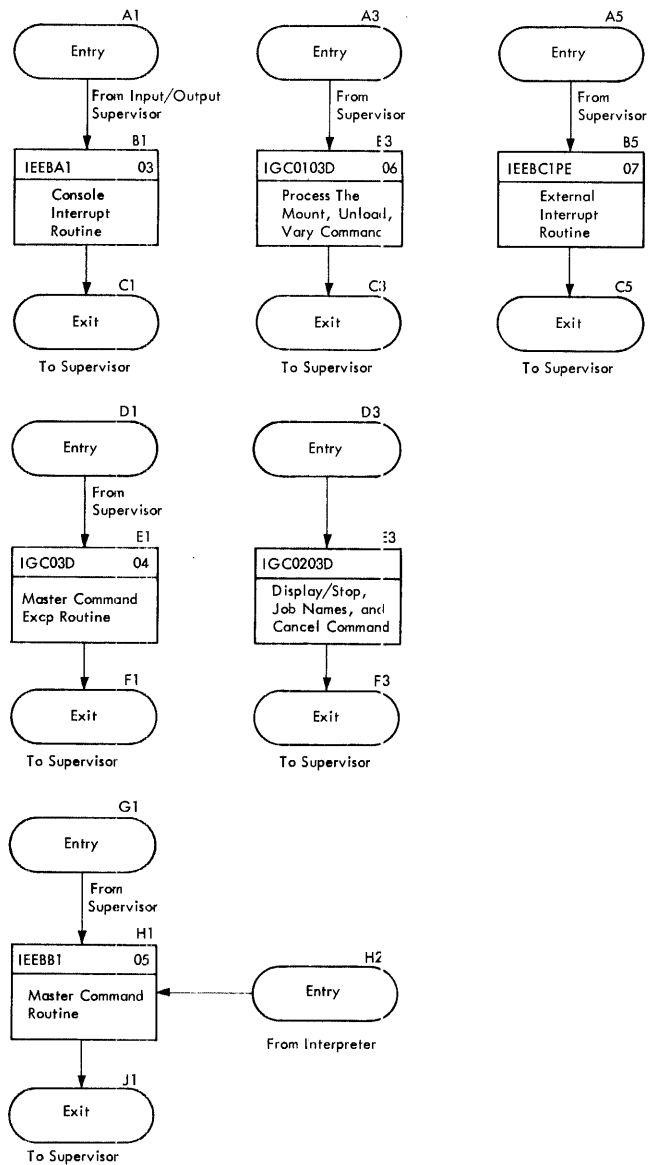 A1
Entry
From Input/Output
Supervisor
B1
IEEBA1 03
Console
Interrupt
Routine
C1
Exit
To Supervisor
A3
Entry
From
Supervisor
E3
IGC0103D 06
Process The
Mount, Unload,
Vary Command
C3
Exit
To Supervisor
A5
Entry
From
Supervisor
B5
IEEBC1PE 07
External
Interrupt
Routine
C5
Exit
To Supervisor
D1
Entry
From
Supervisor
E1
IGC03D 04
Master Command
Excp Routine
F1
Exit
To Supervisor
D3
Entry
E3
IGC0203D
Display/Stop,
Job Names, and
Cancel Command
F3
Exit
To Supervisor
G1
Entry
From
Supervisor
H1
IEEBB1 05
Master Command
Routine
H2
Entry
From Interpreter
J1
Exit
To Supervisor